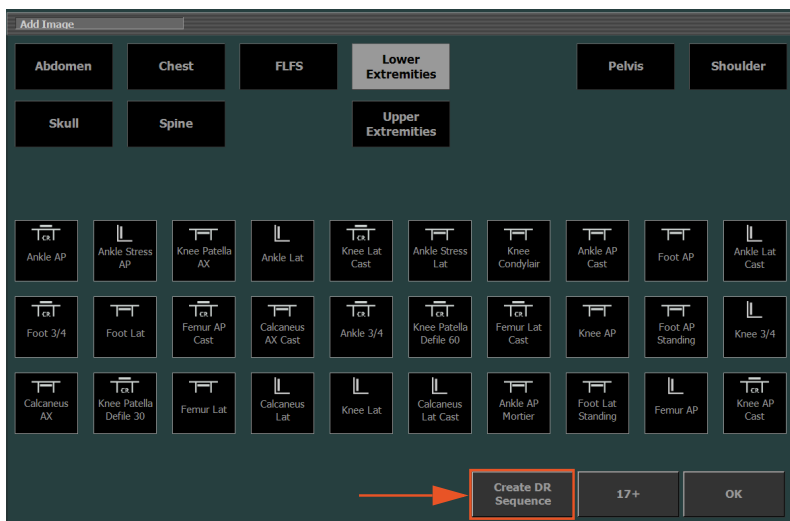 Add Image
Abdomen
Chest
FLFS
Lower
Extremities
Pelvis
Shoulder
Skull
Spine
Upper
Extremities
CR
Ankle AP
Ankle Stress
AP
Knee Patella
AX
Ankle Lat
CR
Knee Lat
Cast
Ankle Stress
Lat
Knee
Condylair
Ankle AP
Cast
Foot AP
Ankle Lat
Cast
CR
Foot 3/4
Foot Lat
CR
Femur AP
Cast
Calcaneus
AX Cast
CR
Ankle 3/4
CR
Knee Patella
Defile 60
CR
Femur Lat
Cast
Knee AP
Foot AP
Standing
Knee 3/4
Calcaneus
AX
CR
Knee Patella
Defile 30
Femur Lat
Calcaneus
Lat
Knee Lat
Calcaneus
Lat Cast
Ankle AP
Mortier
Foot Lat
Standing
Femur AP
CR
Knee AP
Cast
Create DR
Sequence
17+
OK